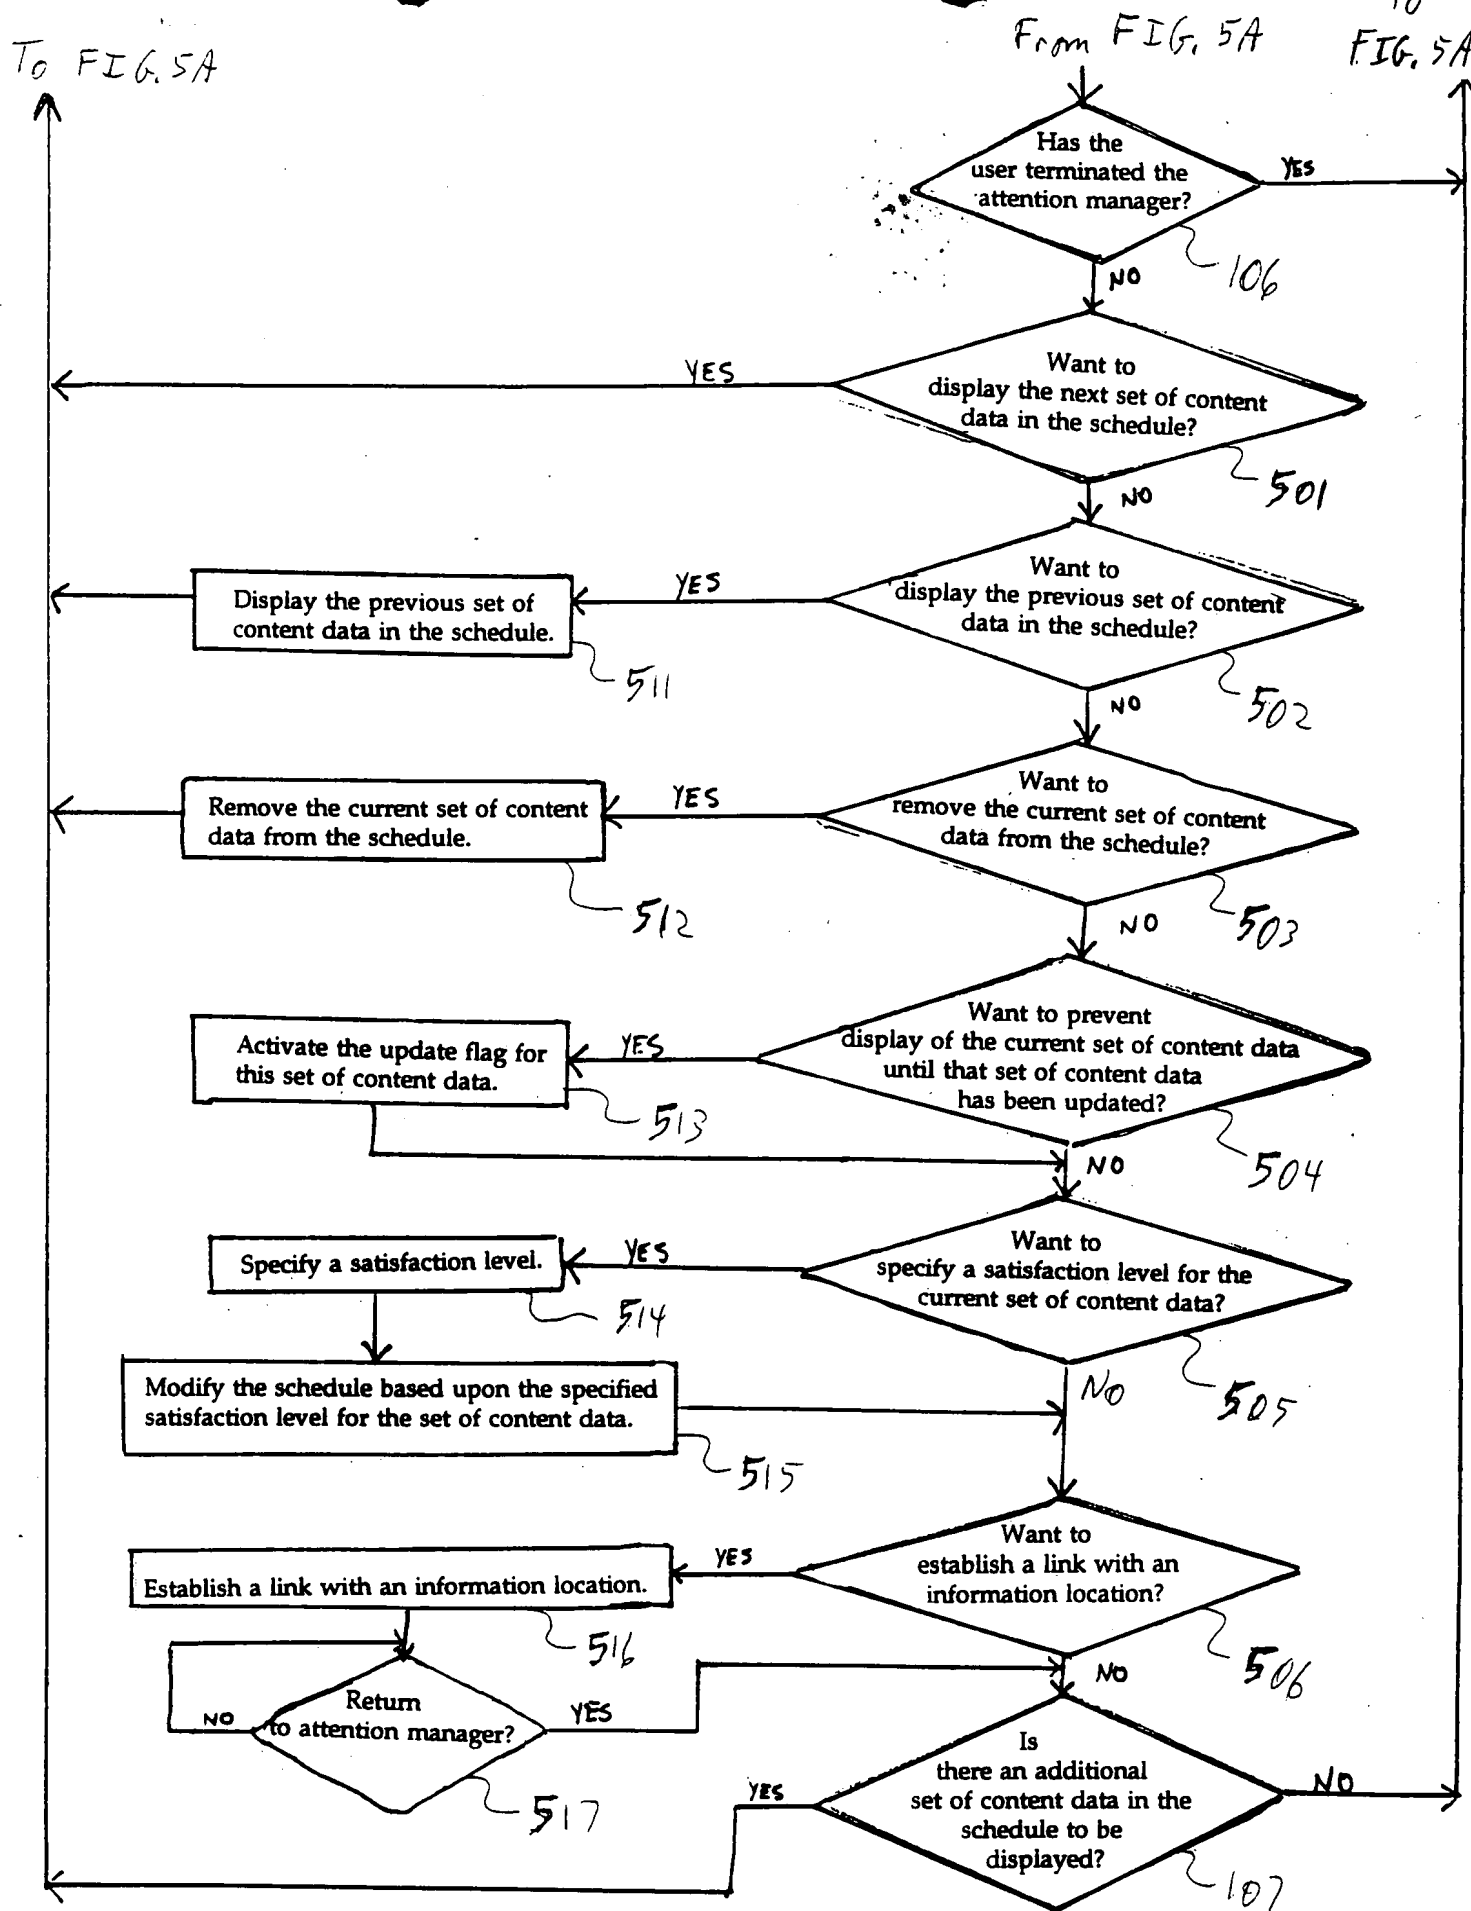 To FIG. 5A
From FIG. 5A
To
FIG. 5A
Has the
user terminated the
attention manager?
YES
106
NO
Want to
display the next set of content
data in the schedule?
YES
501
NO
Want to
display the previous set of content
data in the schedule?
YES
Display the previous set of
content data in the schedule.
511
502
NO
Want to
remove the current set of content
data from the schedule?
YES
Remove the current set of content
data from the schedule.
512
503
NO
Want to prevent
display of the current set of content data
until that set of content data
has been updated?
YES
Activate the update flag for
this set of content data.
513
504
NO
Want to
specify a satisfaction level for the
current set of content data?
YES
Specify a satisfaction level.
514
505
NO
Modify the schedule based upon the specified
satisfaction level for the set of content data.
515
Want to
establish a link with an
information location?
YES
Establish a link with an information location.
516
506
NO
Return
to attention manager?
NO
YES
517
Is
there an additional
set of content data in the
schedule to be
displayed?
YES
NO
107